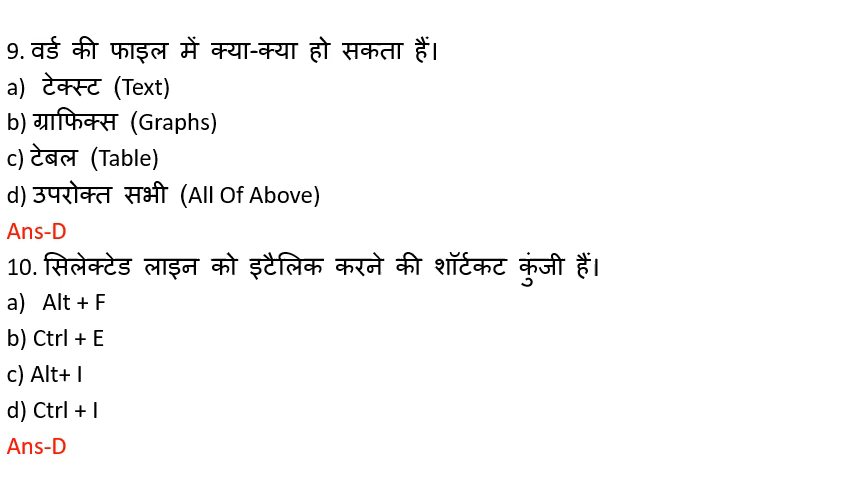 9. वर्ड की फाइल में क्या-क्या हो सकता हैं।
a) टेक्स्ट (Text)
b) ग्राफिक्स (Graphs)
c) टेबल (Table)
d) उपरोक्त सभी (All Of Above)
Ans-D
10. सिलेक्टेड लाइन को इटैलिक करने की शॉर्टकट कुंजी हैं।
a) Alt + F
b) Ctrl + E
c) Alt+ I
d) Ctrl + I
Ans-D